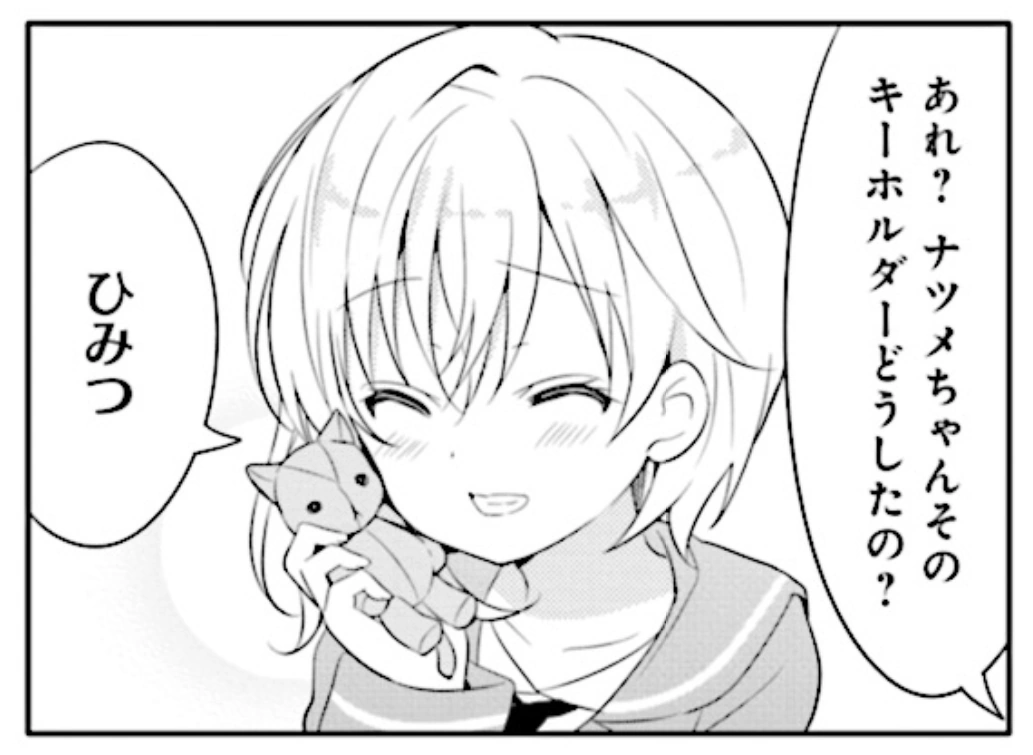 あれ？ ナツメちゃんその
キーホルダーどうしたの？
ひみつ